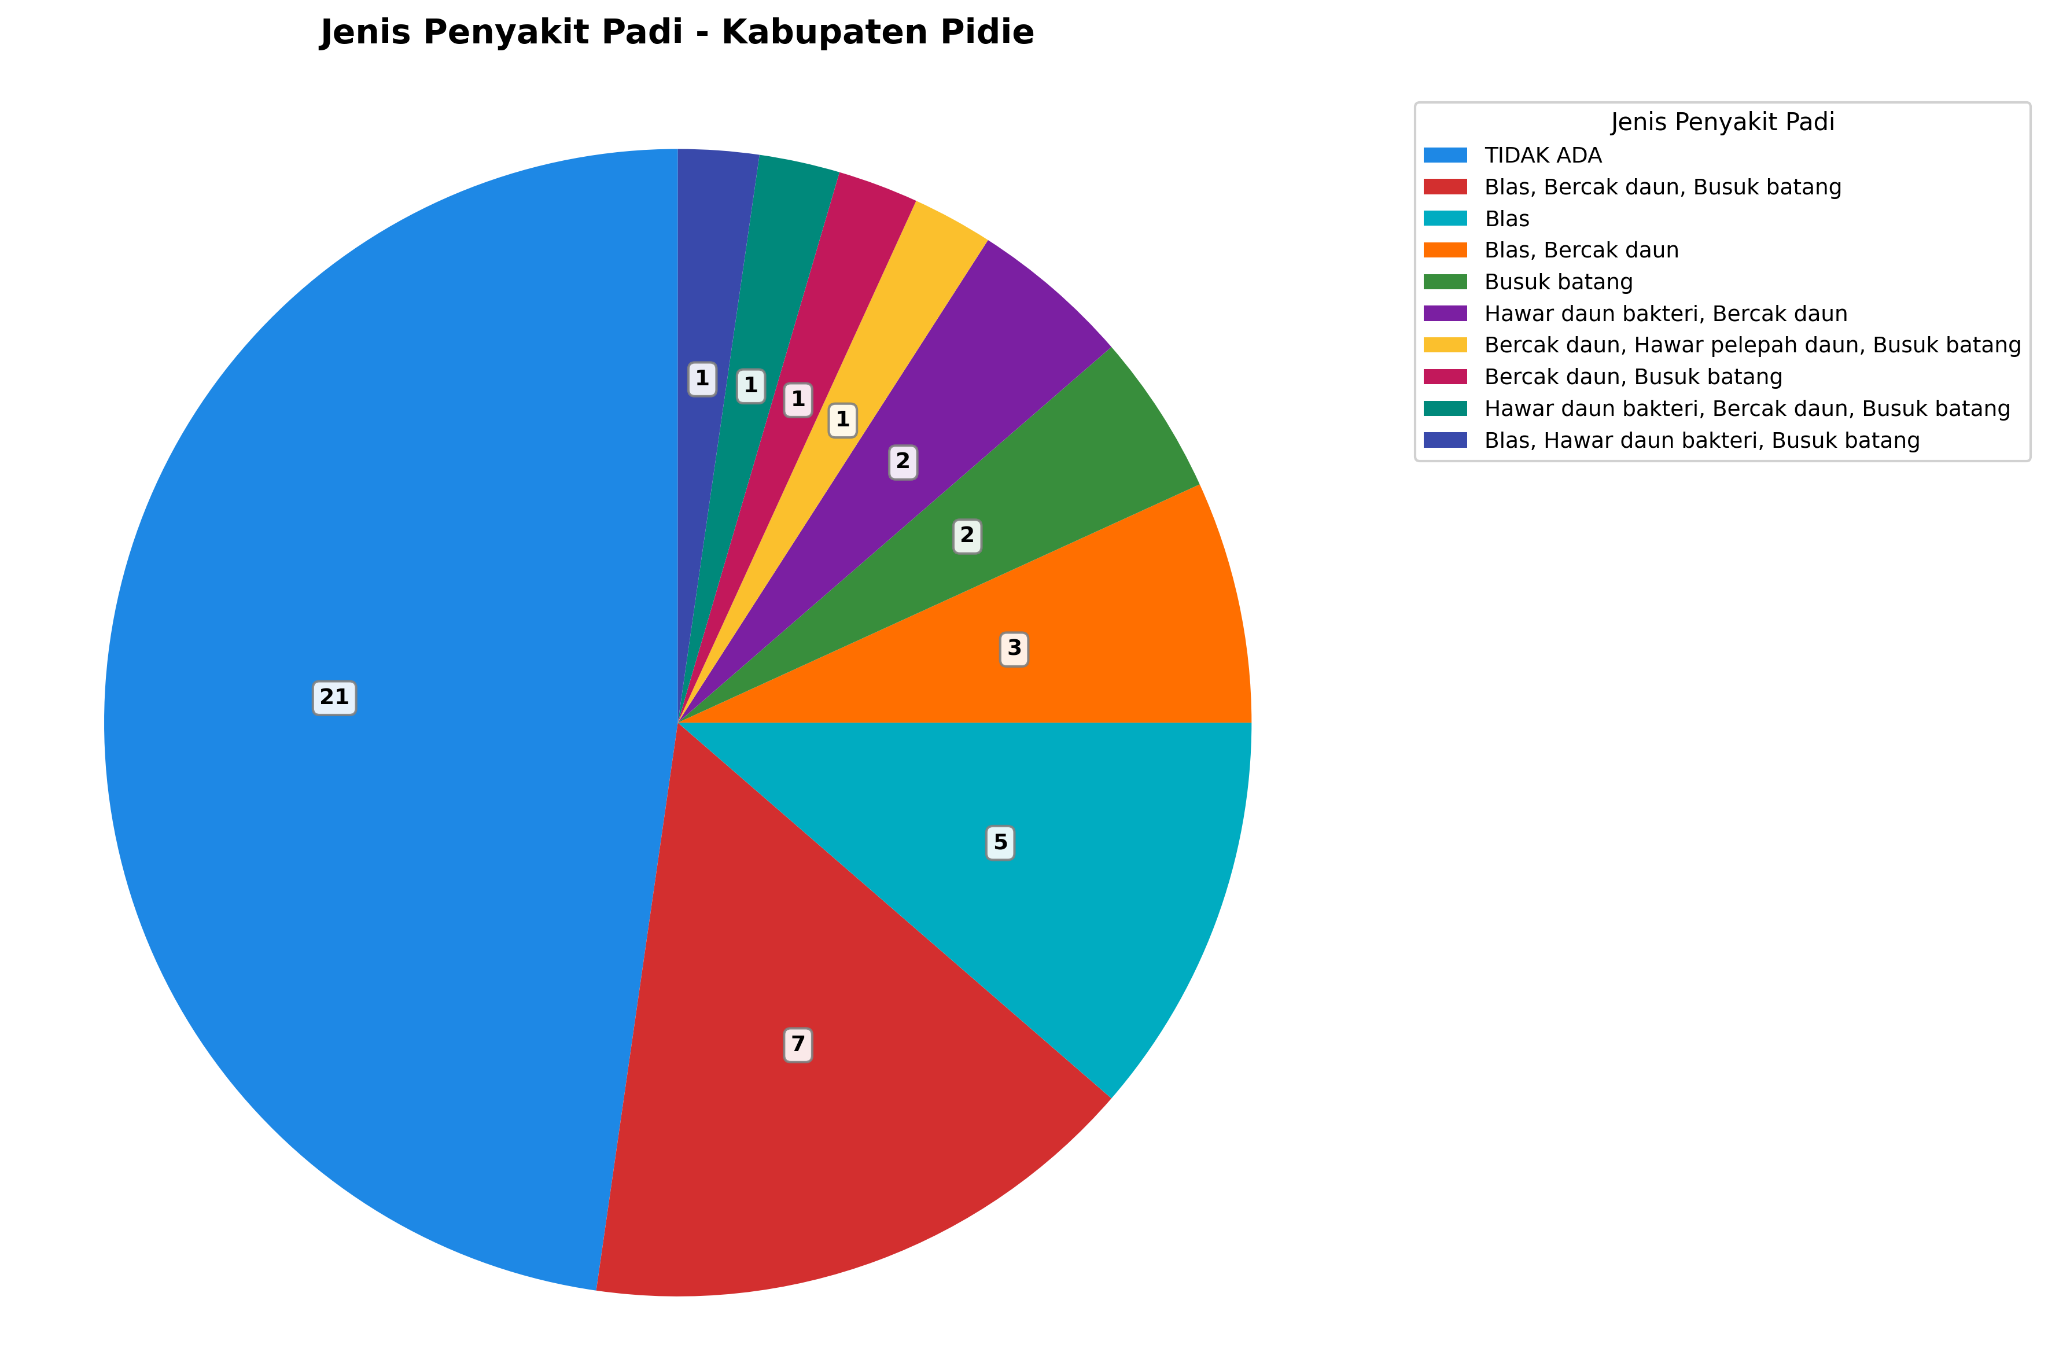 Jenis Penyakit Padi - Kabupaten Pidie
Jenis Penyakit Padi
TIDAK ADA
Blas, Bercak daun, Busuk batang
Blas
Blas, Bercak daun
Busuk batang
Hawar daun bakteri, Bercak daun
Bercak daun, Hawar pelepah daun, Busuk batang
Bercak daun, Busuk batang
Hawar daun bakteri, Bercak daun, Busuk batang
Blas, Hawar daun bakteri, Busuk batang
1
1
1
1
2
2
3
21
5
7